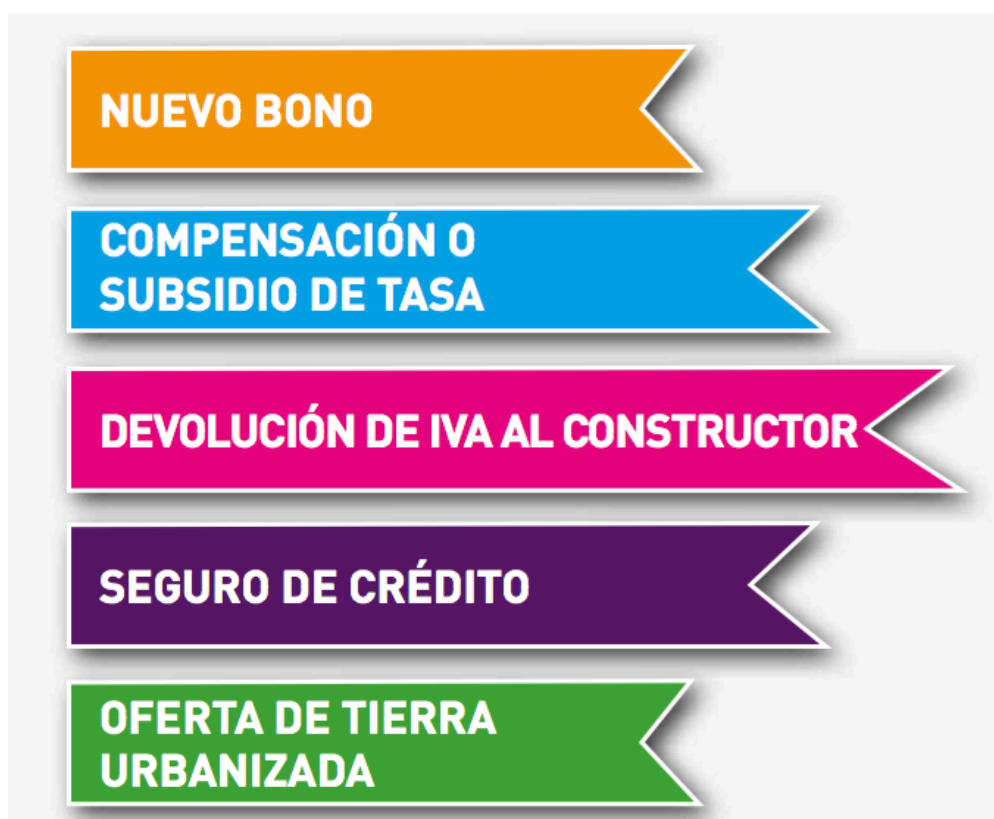 NUEVO BONO
COMPENSACIÓN O
SUBSIDIO DE TASA
DEVOLUCIÓN DE IVA AL CONSTRUCTOR
SEGURO DE CRÉDITO
OFERTA DE TIERRA
URBANIZADA